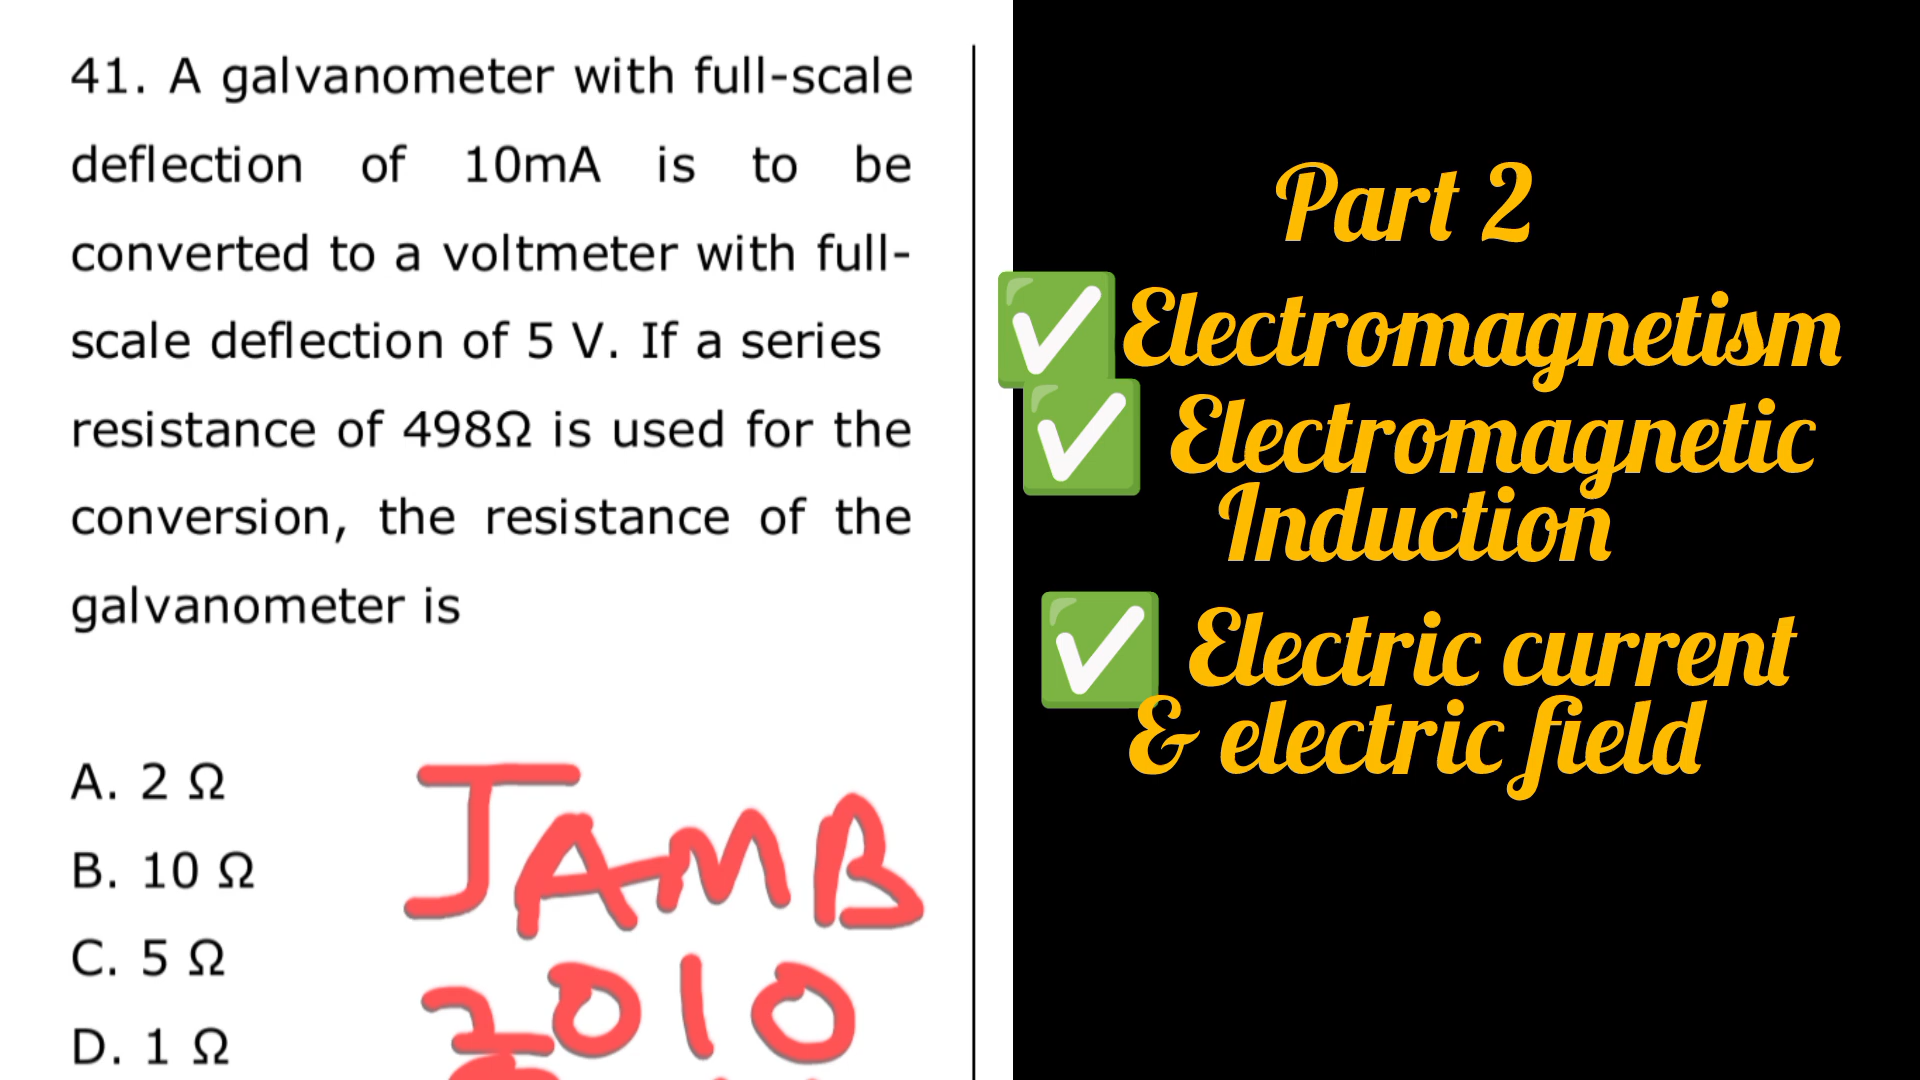 41. A galvanometer with full-scale
deflection of 10mA is to be
converted to a voltmeter with full-
scale deflection of 5 V. If a series
resistance of 498Ω is used for the
conversion, the resistance of the
galvanometer is
A. 2 Ω
B. 10 Ω
C. 5 Ω
D. 1 Ω
JAMB
2010
Part 2
✅Electromagnetism
✅ Electromagnetic
Induction
✅ Electric current
& electric field